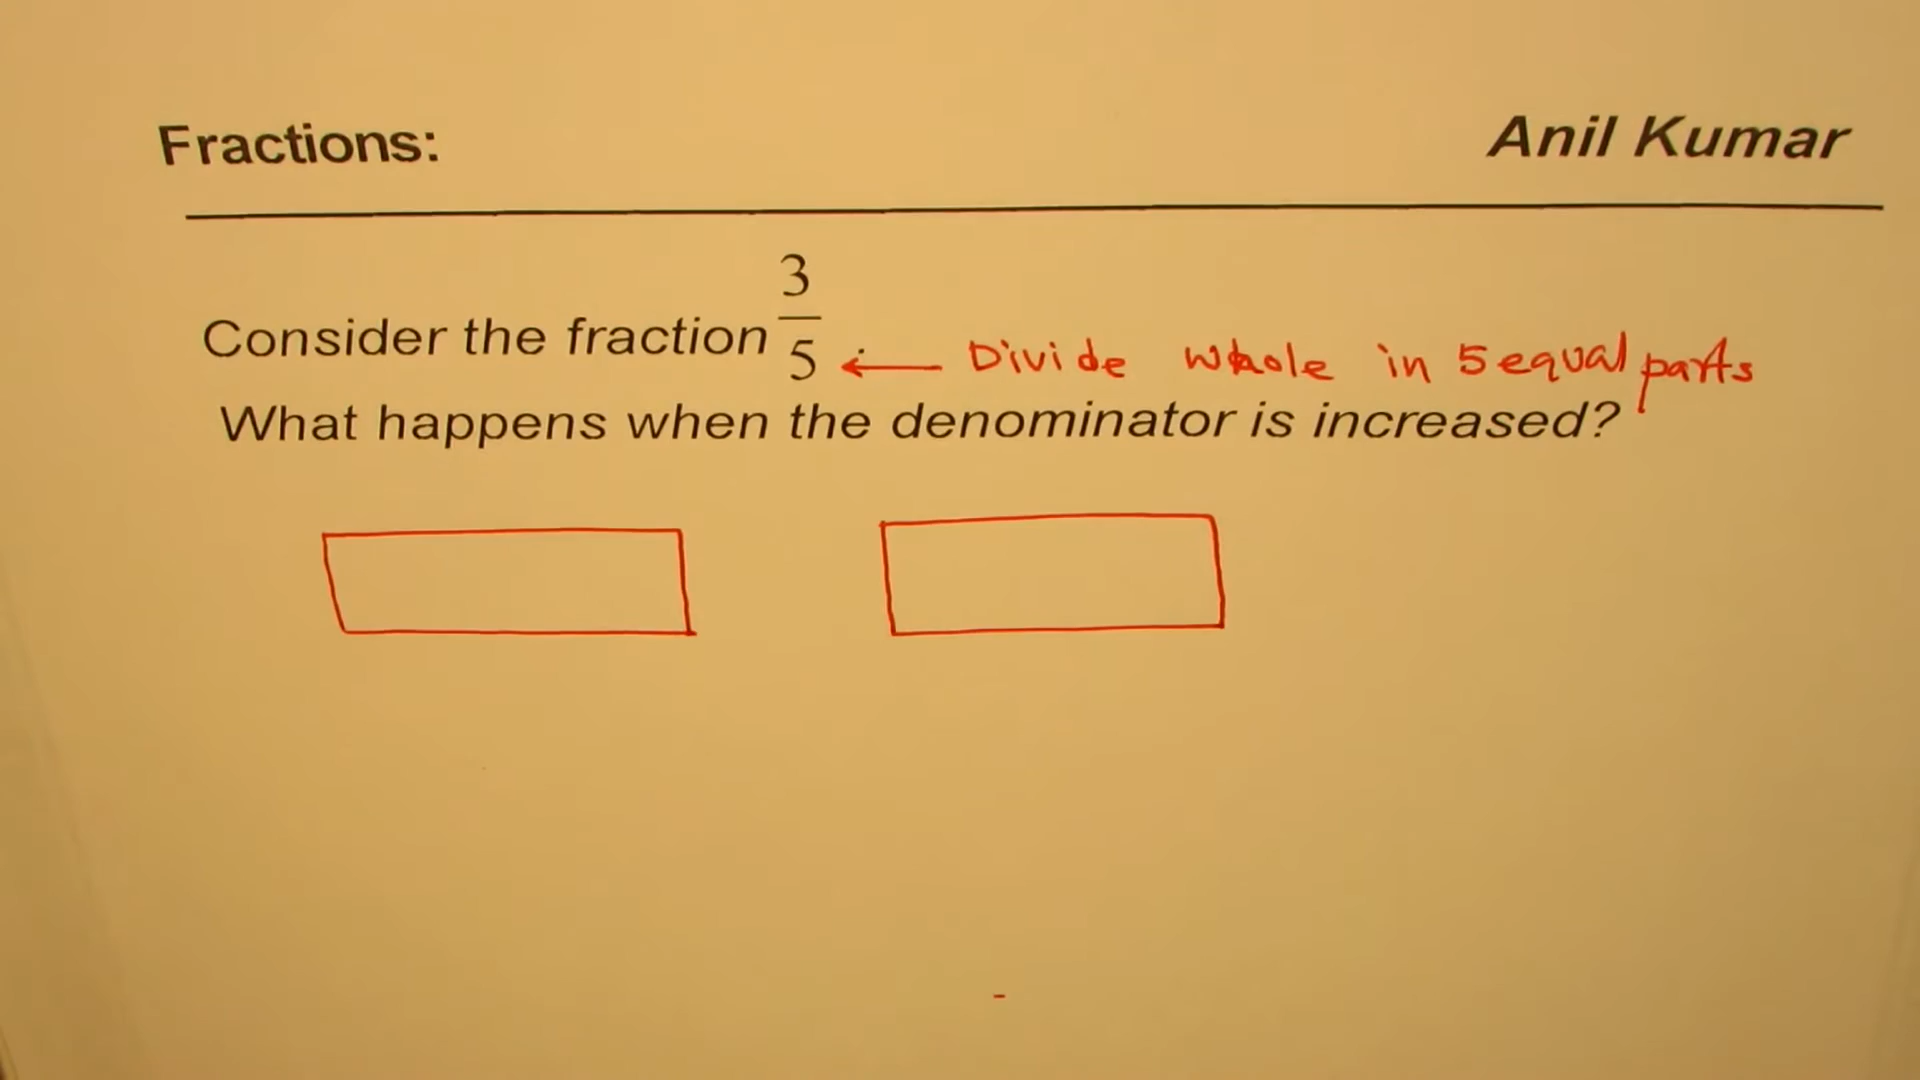 Fractions:
Anil Kumar
Consider the fraction 3/5 ← Divide whole in 5 equal parts
What happens when the denominator is increased?